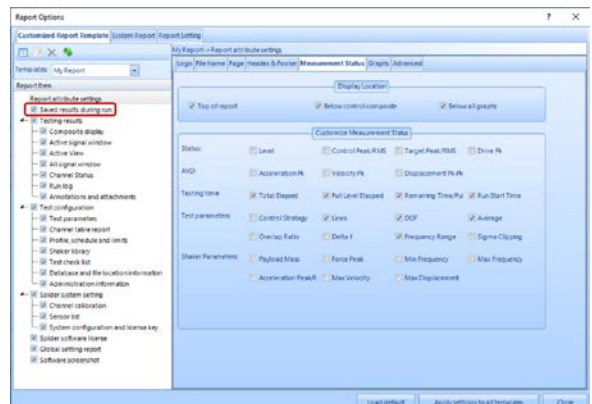 Report Options
? ×
Customized Report Template System Report Report Setting
My Report-> Report attribute settings
Templates: My Report
Logo File Name Page Header & Footer Measurement Status Graphs Advanced
Report Item
Report attribute settings
Saved results during run
Testing results
Composite display
Active signal window
Active View
All signal window
Channel Status
Run log
Annotations and attachments
Test configuration
Test parameters
Channel table report
Profile, schedule and limits
Shaker library
Test check list
Database and file location information
Administration information
Spider system setting
Channel calibration
Sensor list
System configuration and license key
Spider software license
Global setting report
Software screenshot
Display Location
Top of report Below control composite Below all graphs
Customize Measurement Status
Status: Level Control Peak/RMS Target Peak/RMS Drive Pk
AVD: Acceleration Pk Velocity Pk Displacement Pk-Pk
Testing time: Total Elapsed Full Level Elapsed Remaining Time/Ful Run Start Time
Test parameters: Control Strategy Lines DOF Average
Overlap Ratio Delta F Frequency Range Sigma Clipping
Shaker Parameters: Payload Mass Force Peak Min Frequency Max Frequency
Acceleration Peak/R Max Velocity Max Displacement
Load default Apply settings to all templates Close